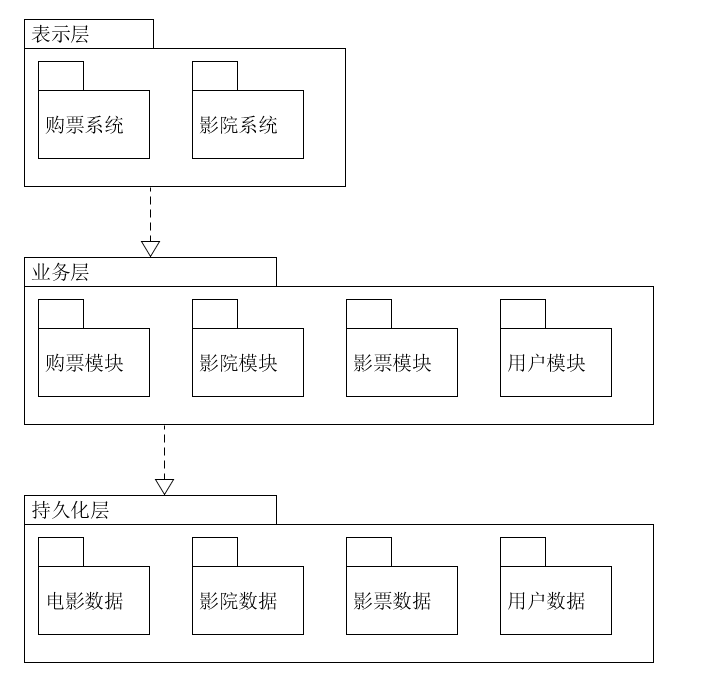 表示层
购票系统
影院系统
业务层
购票模块
影院模块
影票模块
用户模块
持久化层
电影数据
影院数据
影票数据
用户数据